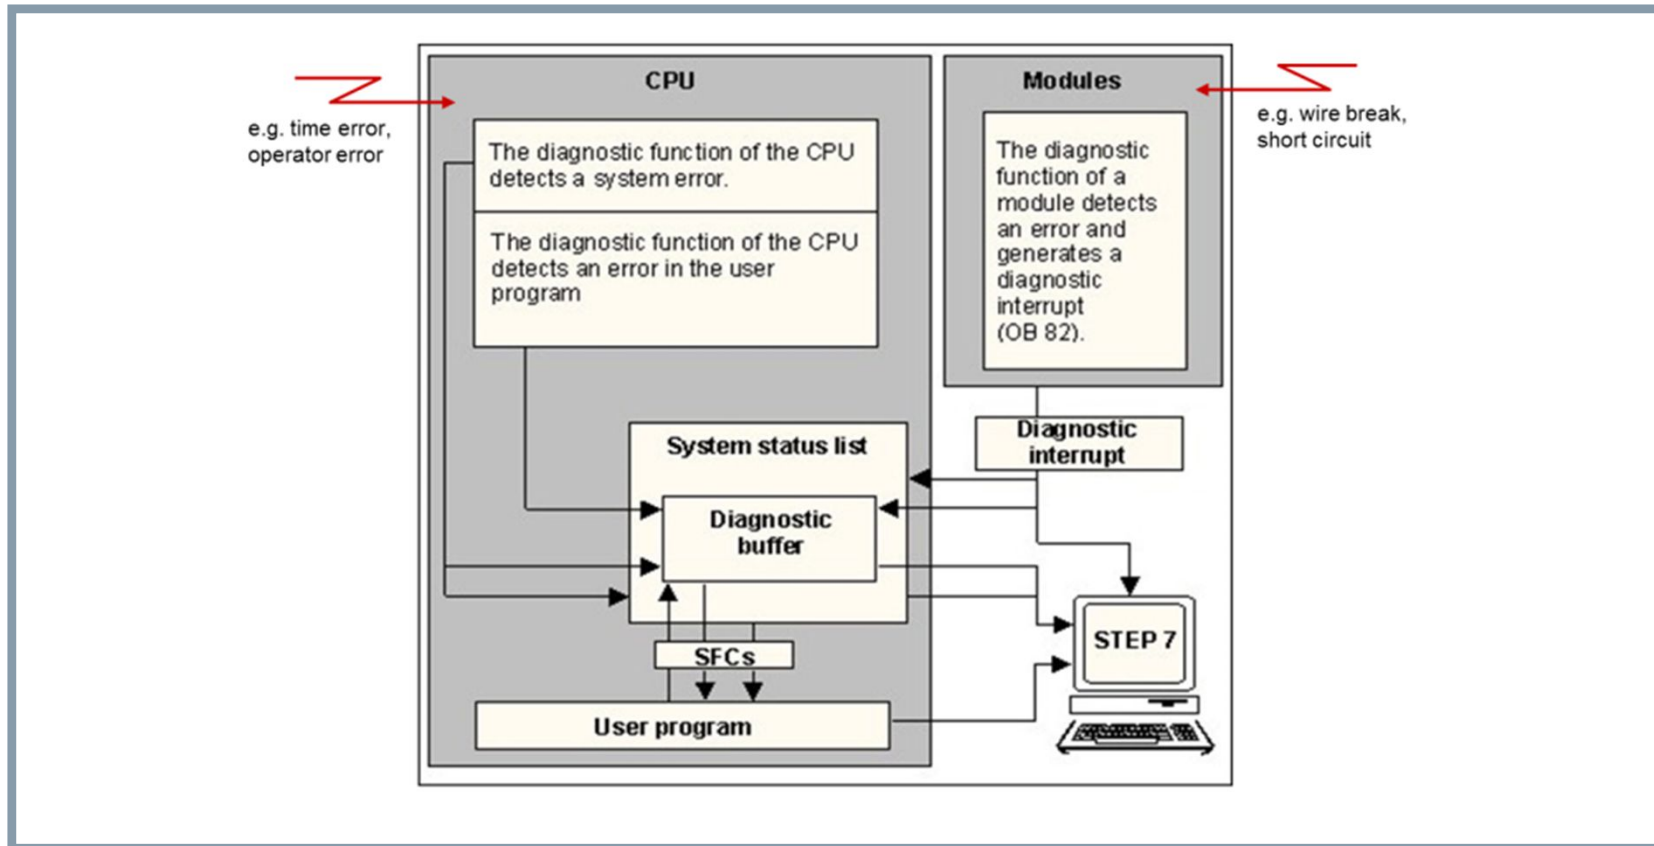 CPU
Modules
e.g. time error,
operator error
e.g. wire break,
short circuit
The diagnostic function of the CPU
detects a system error.
The diagnostic function of the CPU
detects an error in the user
program
The diagnostic
function of a
module detects
an error and
generates a
diagnostic
interrupt
(OB 82).
System status list
Diagnostic
interrupt
Diagnostic
buffer
SFCs
STEP 7
User program